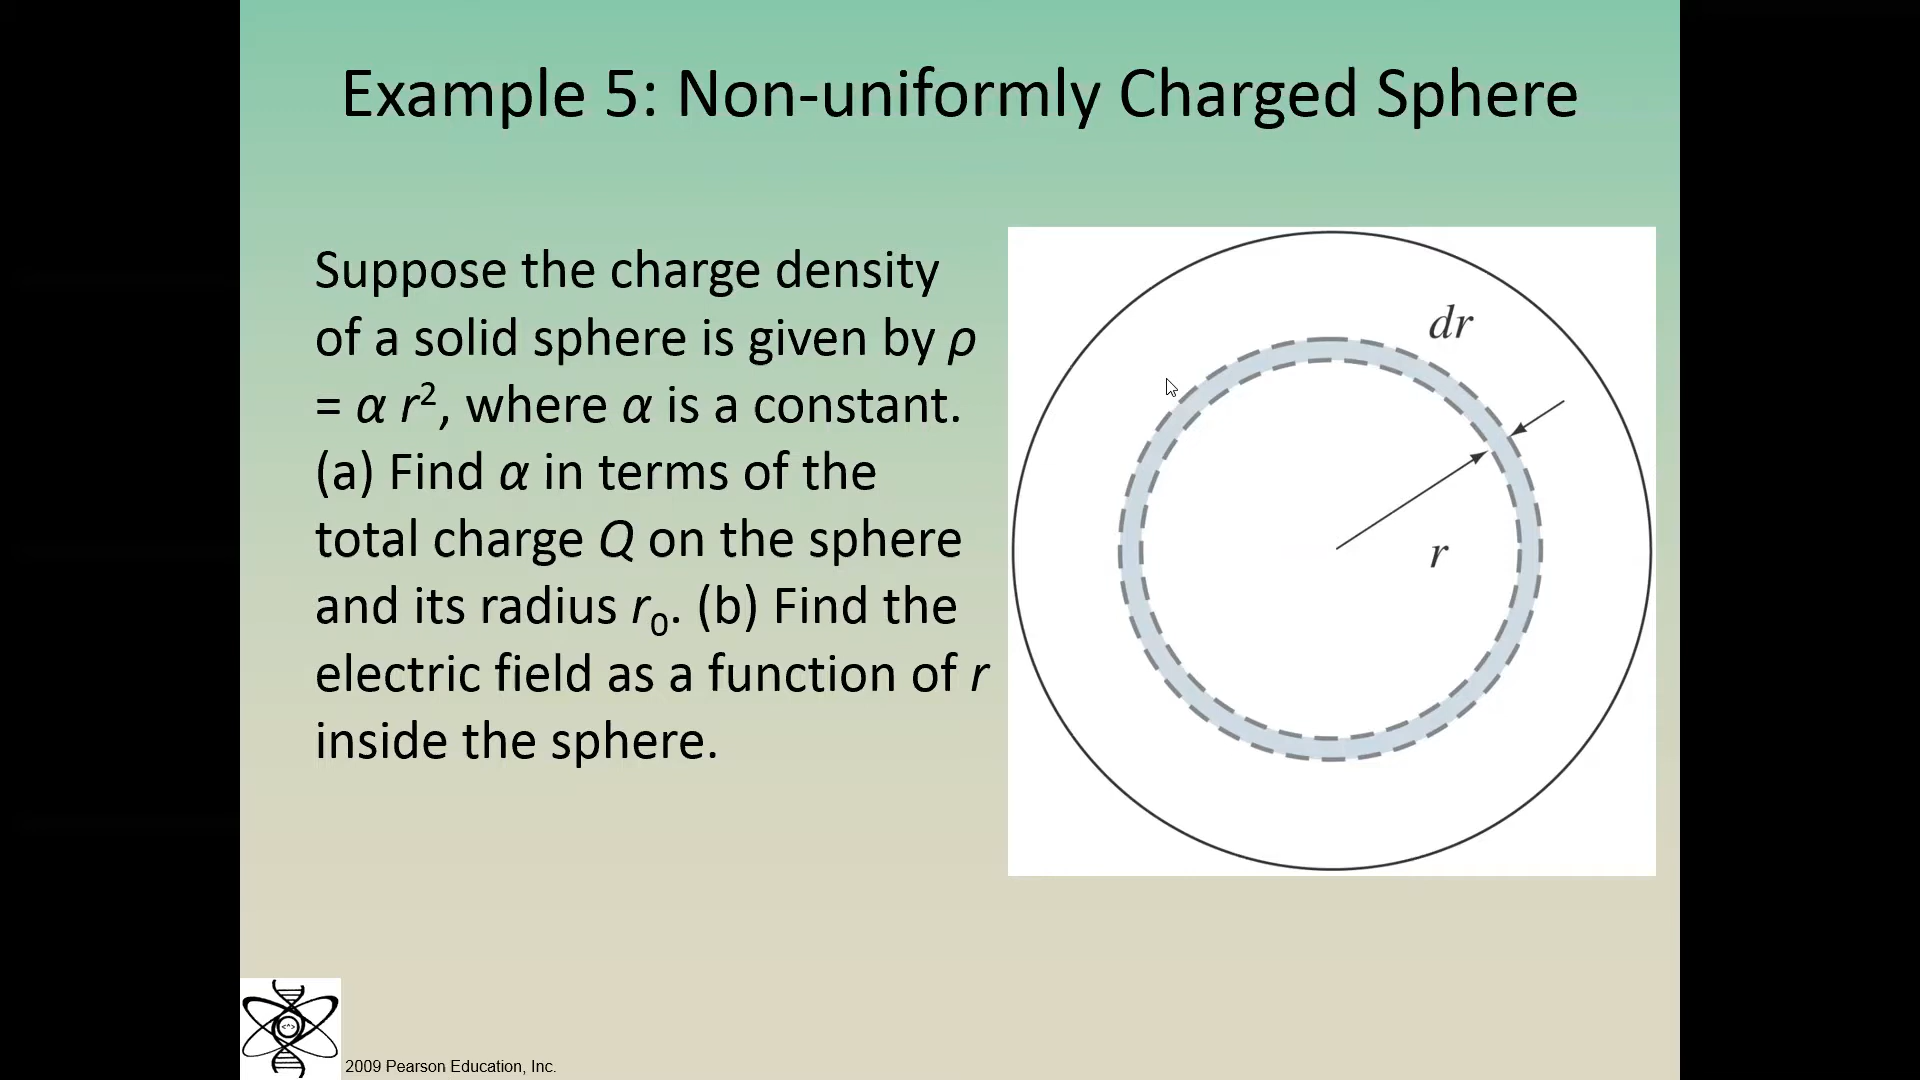 Example 5: Non-uniformly Charged Sphere
Suppose the charge density
of a solid sphere is given by ρ
= α r², where α is a constant.
(a) Find α in terms of the
total charge Q on the sphere
and its radius r₀. (b) Find the
electric field as a function of r
inside the sphere.
dr
r
2009 Pearson Education, Inc.